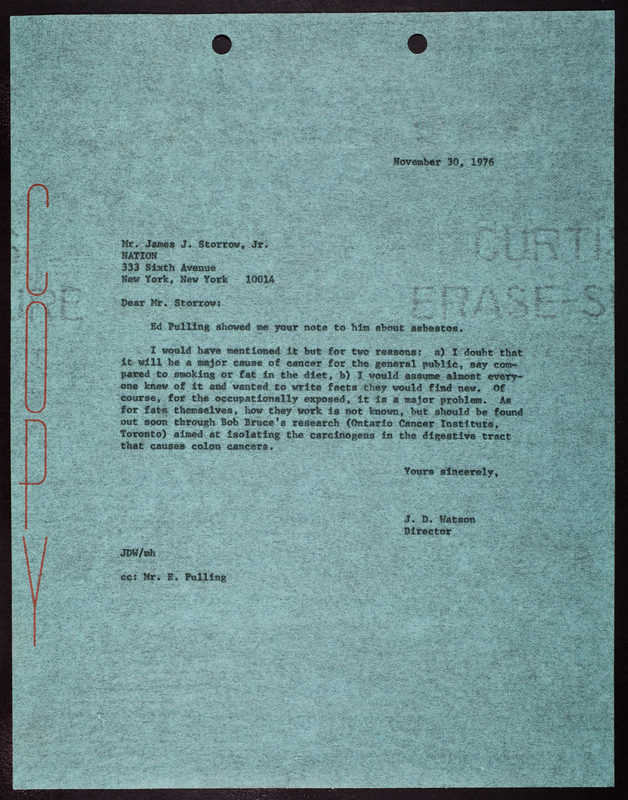 November 30, 1976
COPY
Mr. James J. Storrow, Jr.
NATION
333 Sixth Avenue
New York, New York 10014
CURTI
ERASE-S
Dear Mr. Storrow:
Ed Pulling showed me your note to him about asbestos.
I would have mentioned it but for two reasons: a) I doubt that
it will be a major cause of cancer for the general public, say com-
pared to smoking or fat in the diet, b) I would assume almost every-
one knew of it and wanted to write facts they would find new. Of
course, for the occupationally exposed, it is a major problem. As
for fats themselves, how they work is not known, but should be found
out soon through Bob Bruce's research (Ontario Cancer Institute,
Toronto) aimed at isolating the carcinogens in the digestive tract
that causes colon cancers.
Yours sincerely,
J. D. Watson
Director
JDW/mh
cc: Mr. E. Pulling